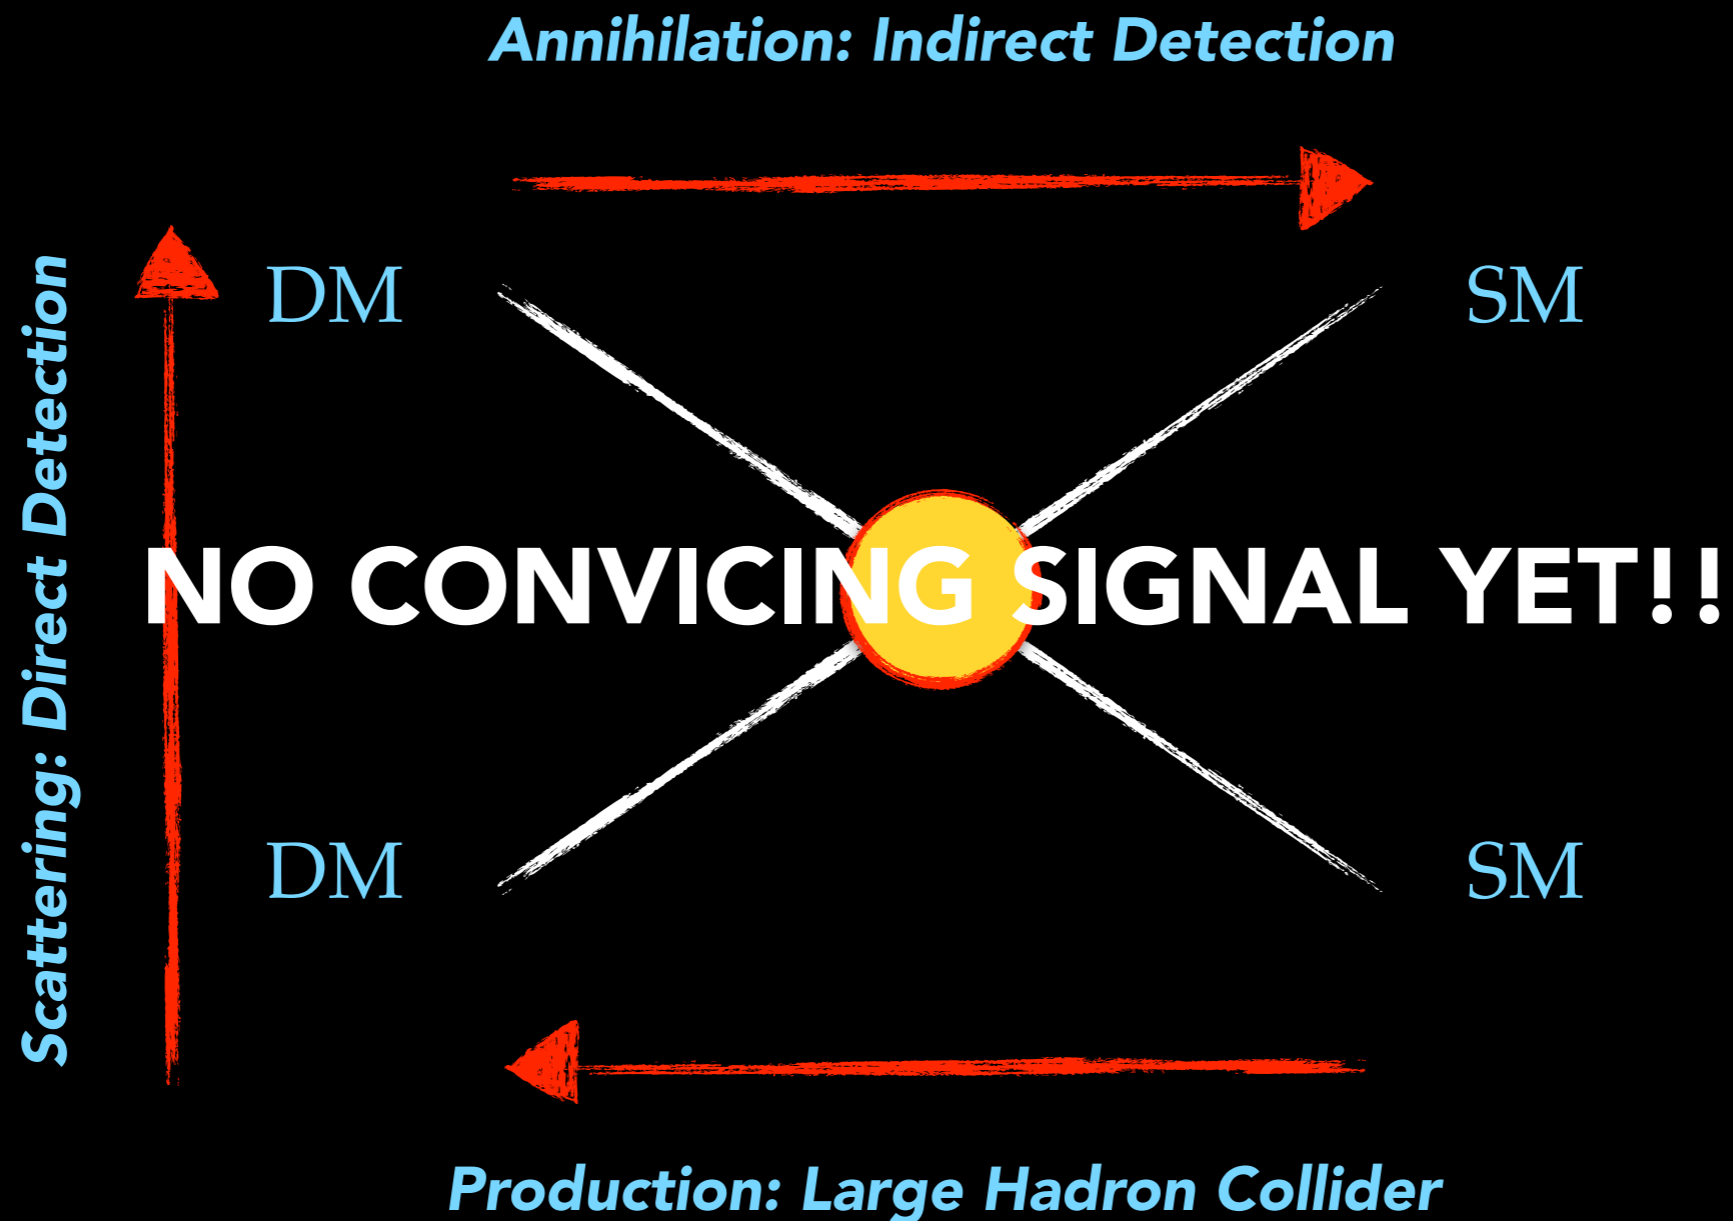 Annihilation: Indirect Detection
Scattering: Direct Detection
DM
SM
NO CONVICING SIGNAL YET!!
DM
SM
Production: Large Hadron Collider